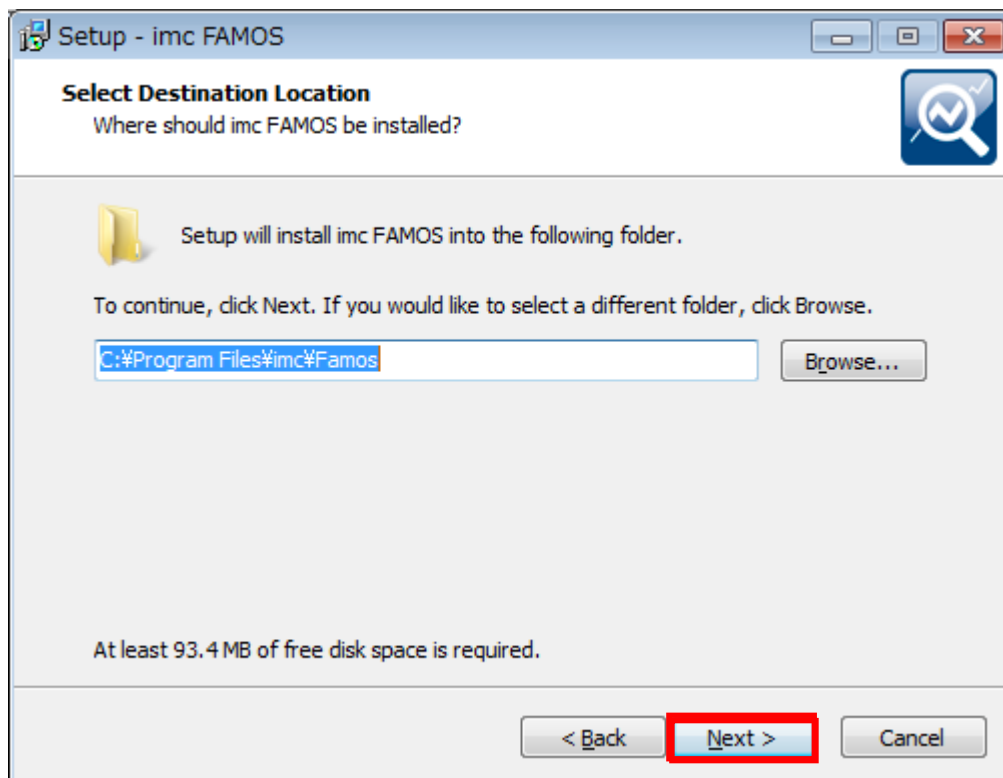 Setup - imc FAMOS
Select Destination Location
Where should imc FAMOS be installed?
Setup will install imc FAMOS into the following folder.
To continue, click Next. If you would like to select a different folder, click Browse.
C:¥Program Files¥imc¥Famos
Browse...
At least 93.4 MB of free disk space is required.
< Back
Next >
Cancel